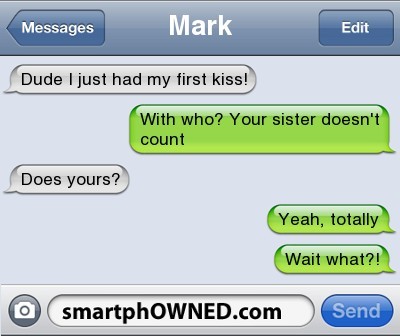 Messages
Mark
Edit
Dude I just had my first kiss!
With who? Your sister doesn't
count
Does yours?
Yeah, totally
Wait what?!
smartphOWNED.com
Send